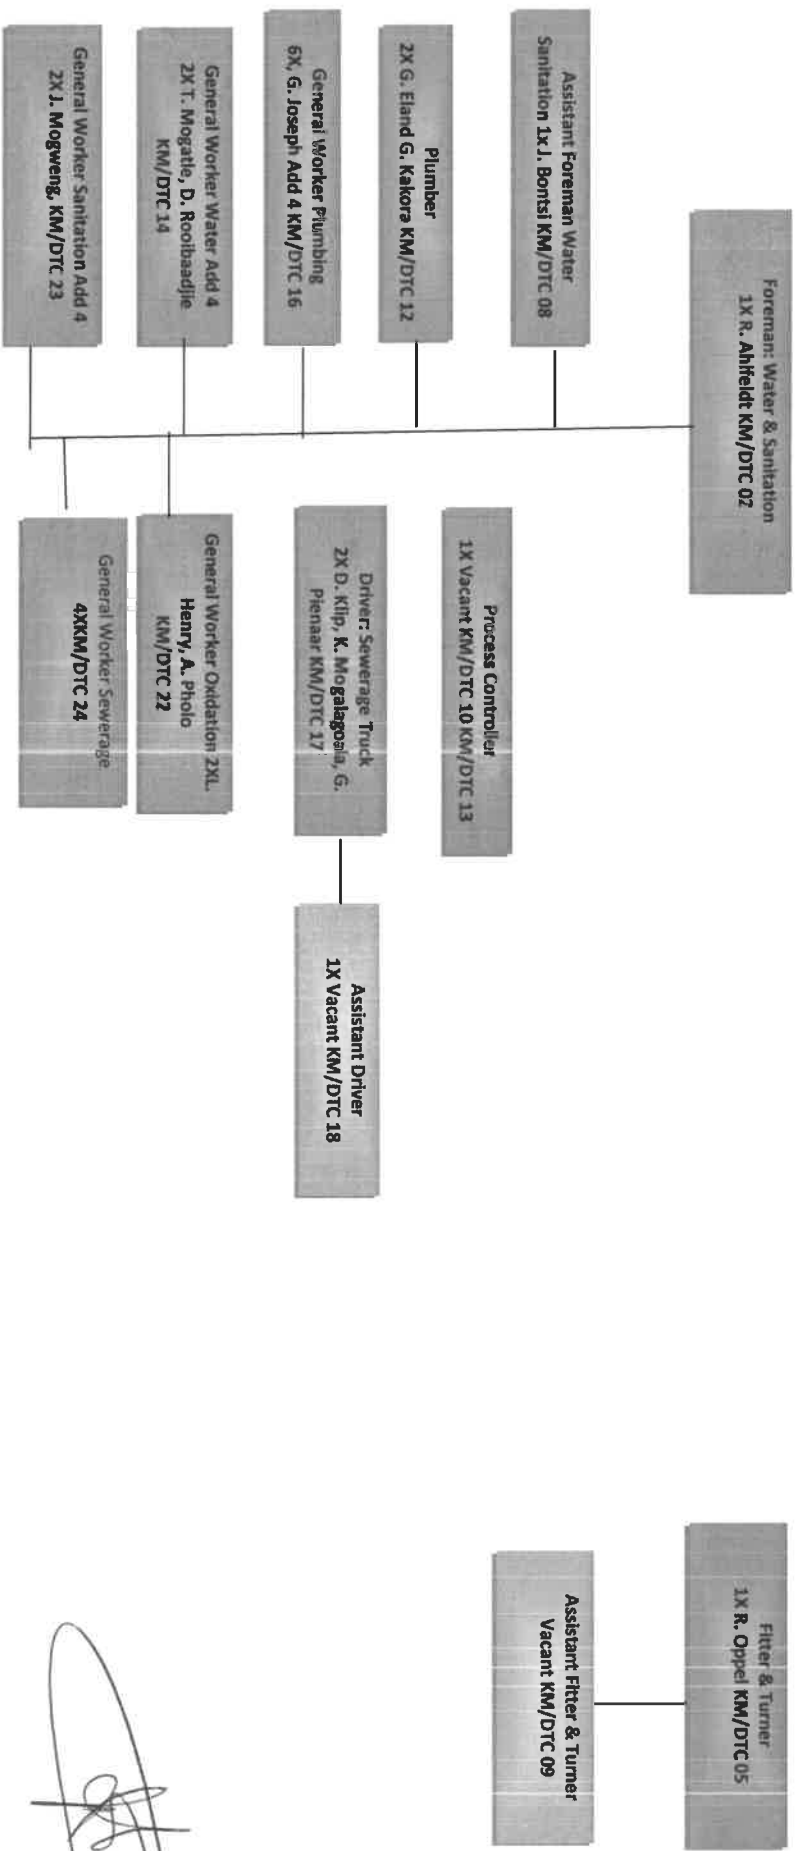 Foreman: Water & Sanitation
1X R. Ahlfeldt KM/DTC 02
Assistant Foreman Water
Sanitation 1x J. Bontsi KM/DTC 08
Plumber
2X G. Eland G. Kakora KM/DTC 12
General Worker Plumbing
6X, G. Joseph Add 4 KM/DTC 16
General Worker Water Add 4
2X T. Mogatle, D. Rooibaadjie
KM/DTC 14
General Worker Sanitation Add 4
2X J. Mogweng, KM/DTC 23
Process Controller
1X Vacant KM/DTC 10 KM/DTC 13
Driver: Sewerage Truck
2X D. Klip, K. Mogalagoala, G.
Pienaar KM/DTC 17
General Worker Oxidation 2XL.
Henry, A. Pholo
KM/DTC 22
General Worker Sewerage
4XKM/DTC 24
Assistant Driver
1X Vacant KM/DTC 18
Fitter & Turner
1X R. Oppel KM/DTC 05
Assistant Fitter & Turner
Vacant KM/DTC 09